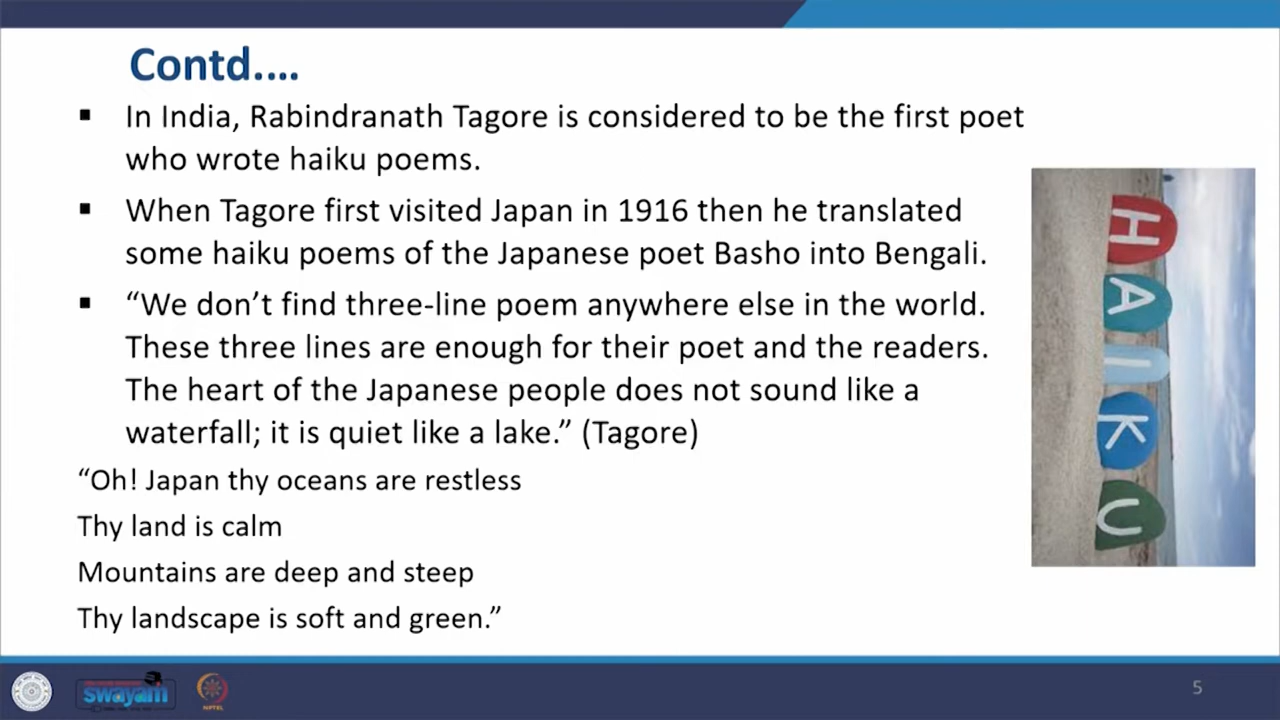 Contd....
▪ In India, Rabindranath Tagore is considered to be the first poet
who wrote haiku poems.
▪ When Tagore first visited Japan in 1916 then he translated
some haiku poems of the Japanese poet Basho into Bengali.
▪ “We don’t find three-line poem anywhere else in the world.
These three lines are enough for their poet and the readers.
The heart of the Japanese people does not sound like a
waterfall; it is quiet like a lake.” (Tagore)
“Oh! Japan thy oceans are restless
Thy land is calm
Mountains are deep and steep
Thy landscape is soft and green.”
HAIKU
swayam
NPTEL
5